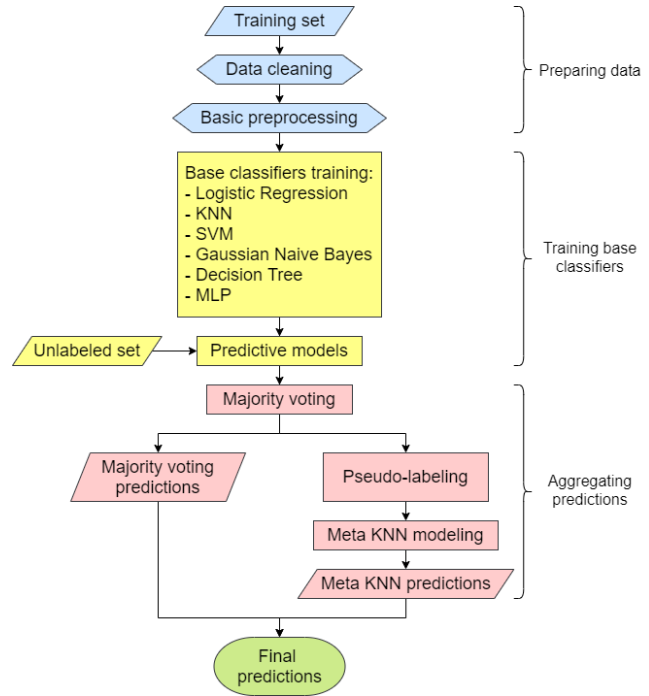 Training set
Data cleaning
Basic preprocessing
Preparing data
Base classifiers training:
- Logistic Regression
- KNN
- SVM
- Gaussian Naive Bayes
- Decision Tree
- MLP
Training base
classifiers
Unlabeled set
Predictive models
Majority voting
Majority voting
predictions
Pseudo-labeling
Meta KNN modeling
Meta KNN predictions
Aggregating
predictions
Final
predictions